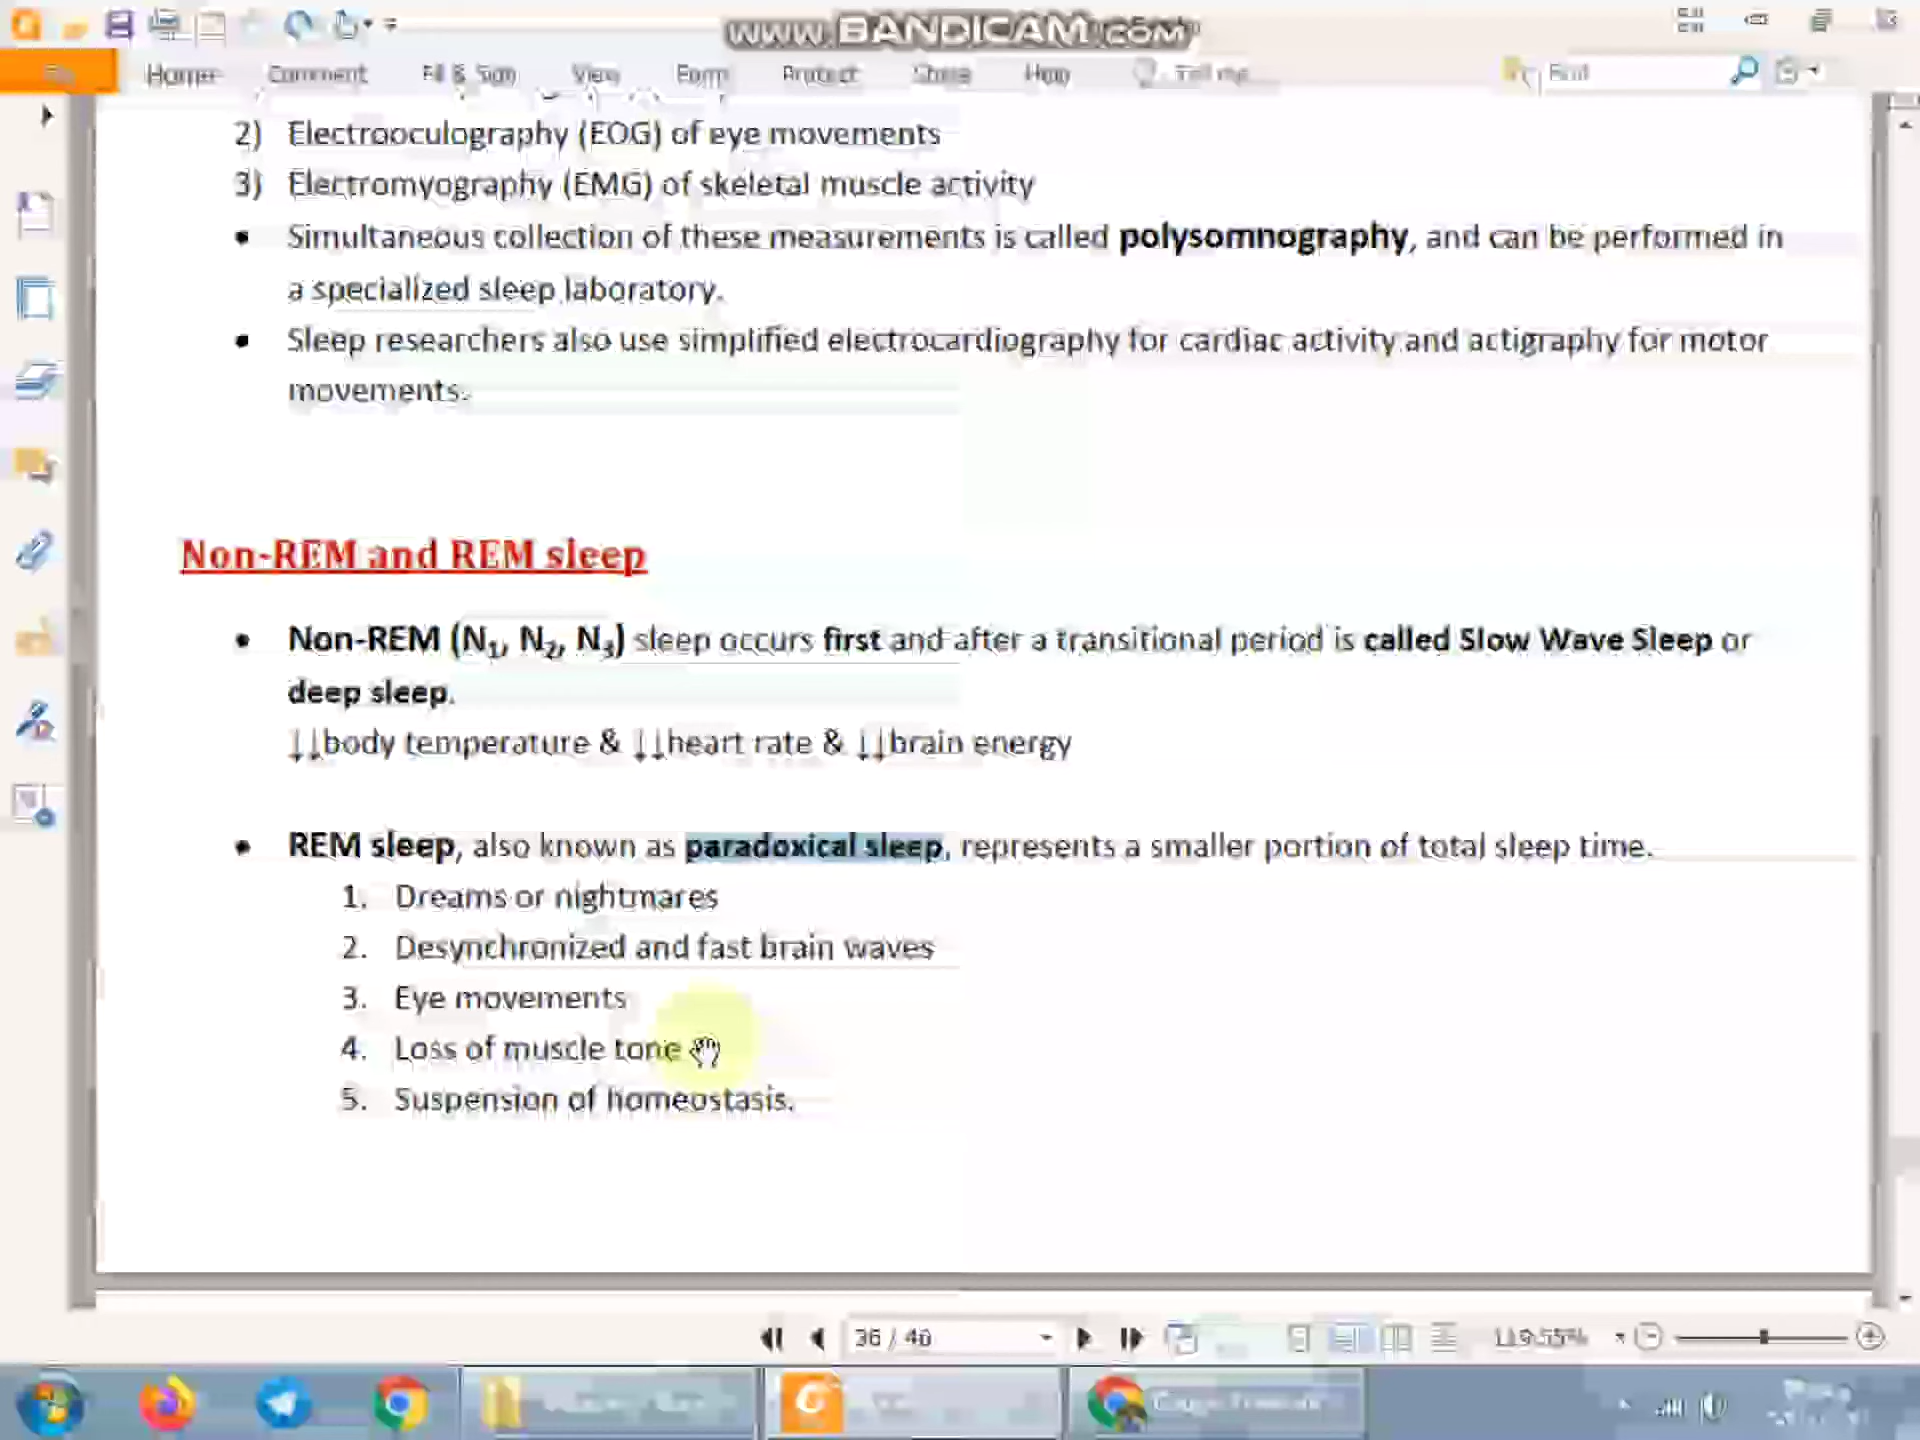 www.BANDICAM.com
Home Comment Fill & Sign View Form Protect Share Help Tell me... Find
2) Electrooculography (EOG) of eye movements
3) Electromyography (EMG) of skeletal muscle activity
• Simultaneous collection of these measurements is called polysomnography, and can be performed in
a specialized sleep laboratory.
• Sleep researchers also use simplified electrocardiography for cardiac activity and actigraphy for motor
movements.
Non-REM and REM sleep
• Non-REM (N1, N2, N3) sleep occurs first and after a transitional period is called Slow Wave Sleep or
deep sleep.
↓↓body temperature & ↓↓heart rate & ↓↓brain energy
• REM sleep, also known as paradoxical sleep, represents a smaller portion of total sleep time.
1. Dreams or nightmares
2. Desynchronized and fast brain waves
3. Eye movements
4. Loss of muscle tone
5. Suspension of homeostasis.
36 / 40 119.55%